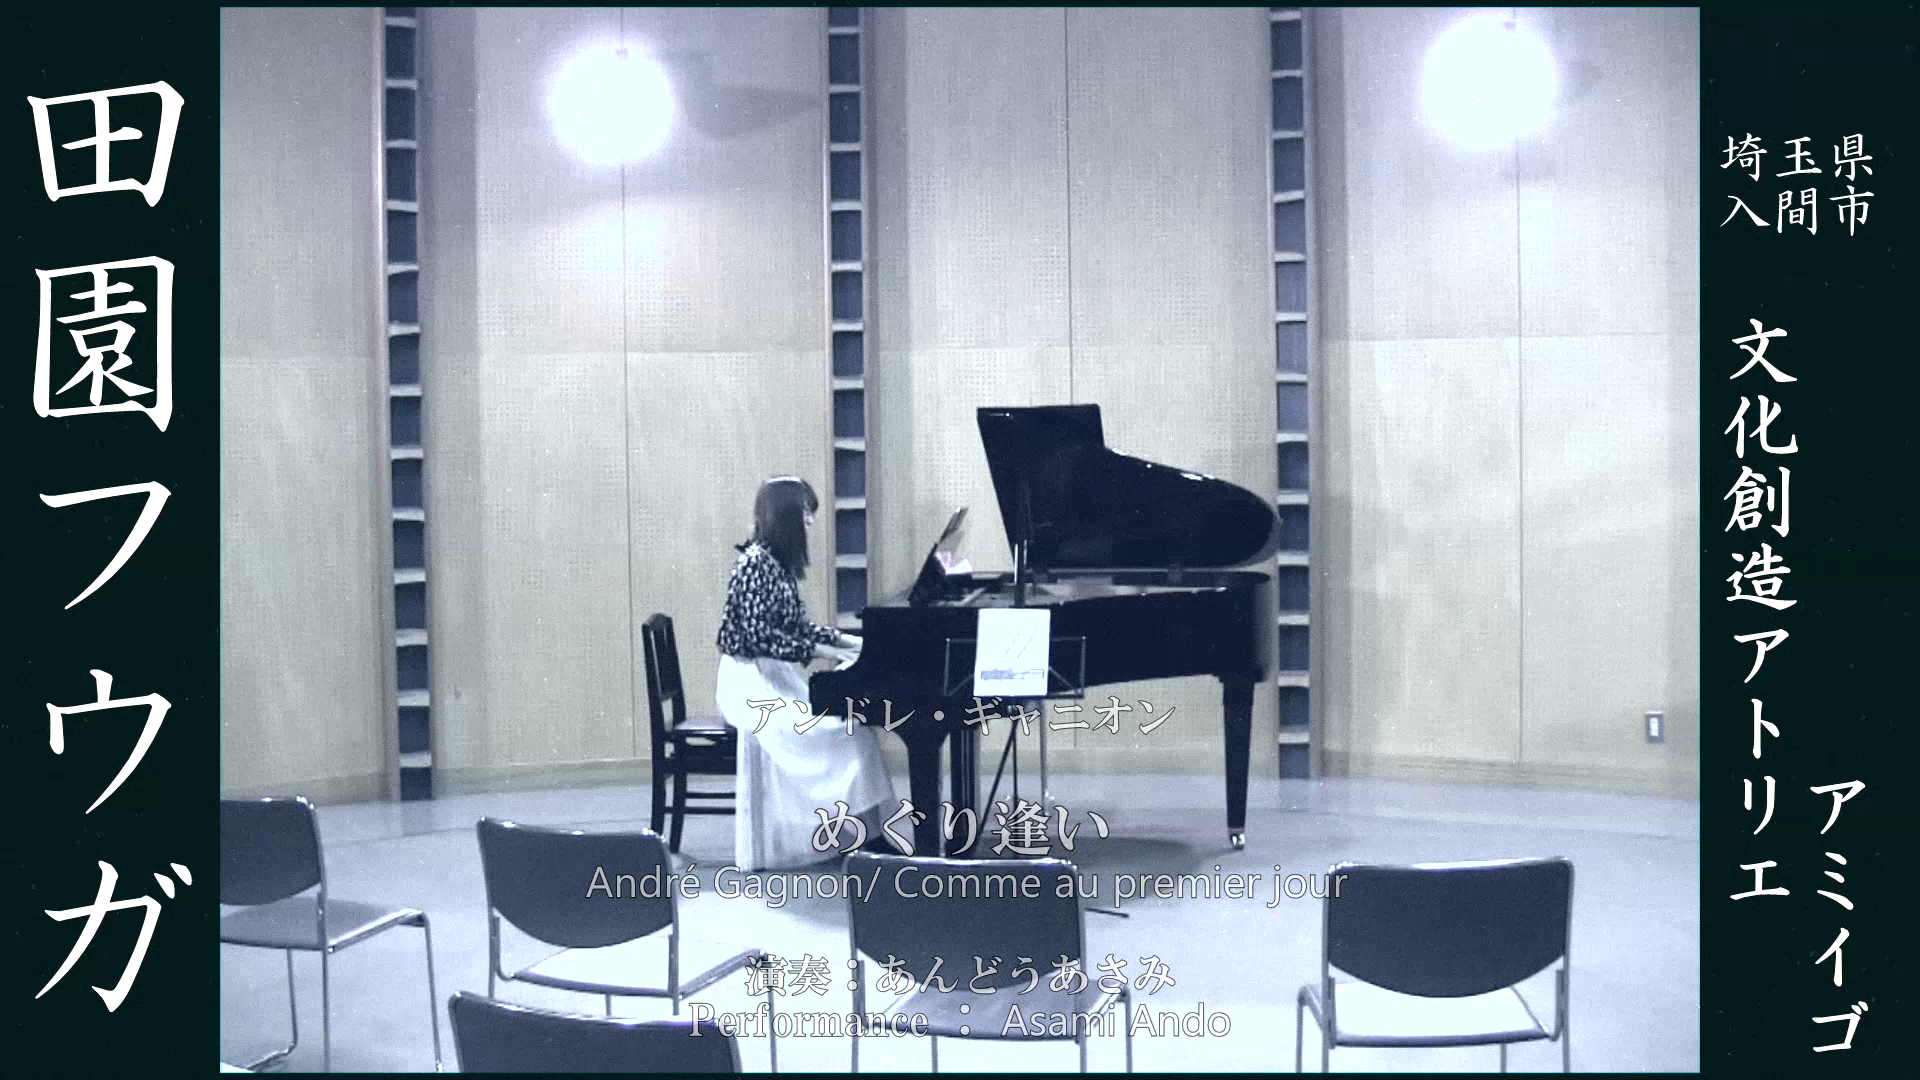 田園フウガ
埼玉県
入間市
文化創造アトリエ
アミイゴ
アンドレ・ギャニオン
めぐり逢い
André Gagnon/ Comme au premier jour
演奏：あんどうあさみ
Performance ： Asami Ando